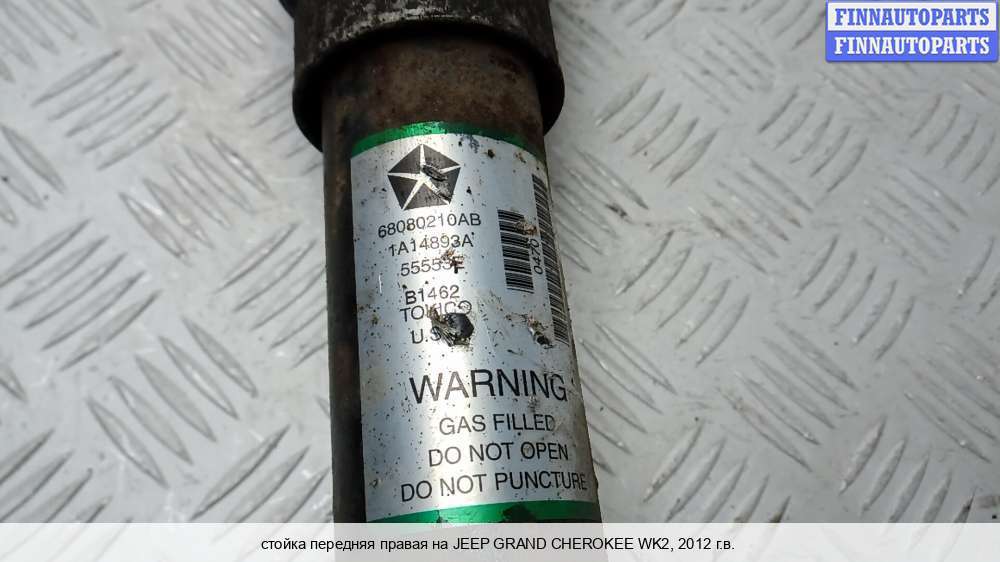 FINNAUTOPARTS
FINNAUTOPARTS
68080210AB
1A14893A
B1462
0470
WARNING
GAS FILLED
DO NOT OPEN
DO NOT PUNCTURE
стойка передняя правая на JEEP GRAND CHEROKEE WK2, 2012 г.в.